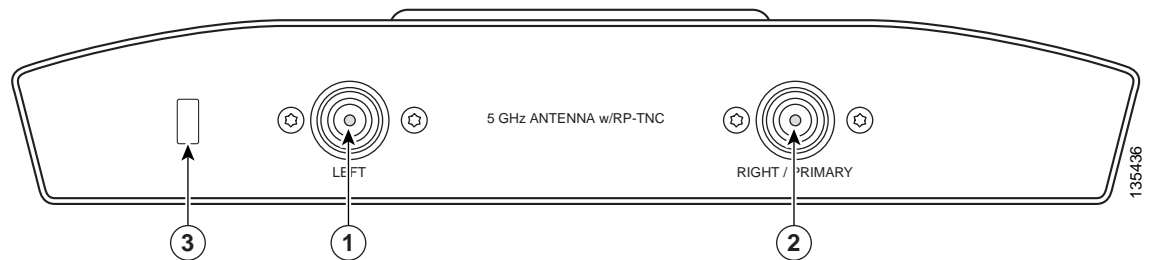 5 GHz ANTENNA w/RP-TNC
LEFT
RIGHT / PRIMARY
135436
3
1
2